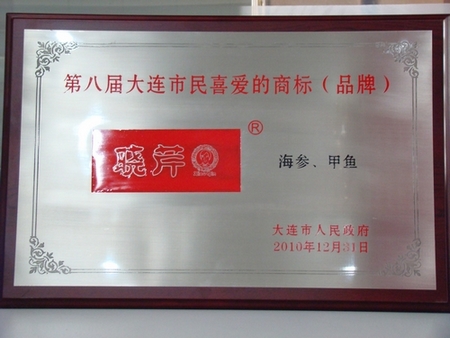 第八届大连市民喜爱的商标（品牌）
®
晓芹
海参、甲鱼
大连市人民政府
2010年12月31日